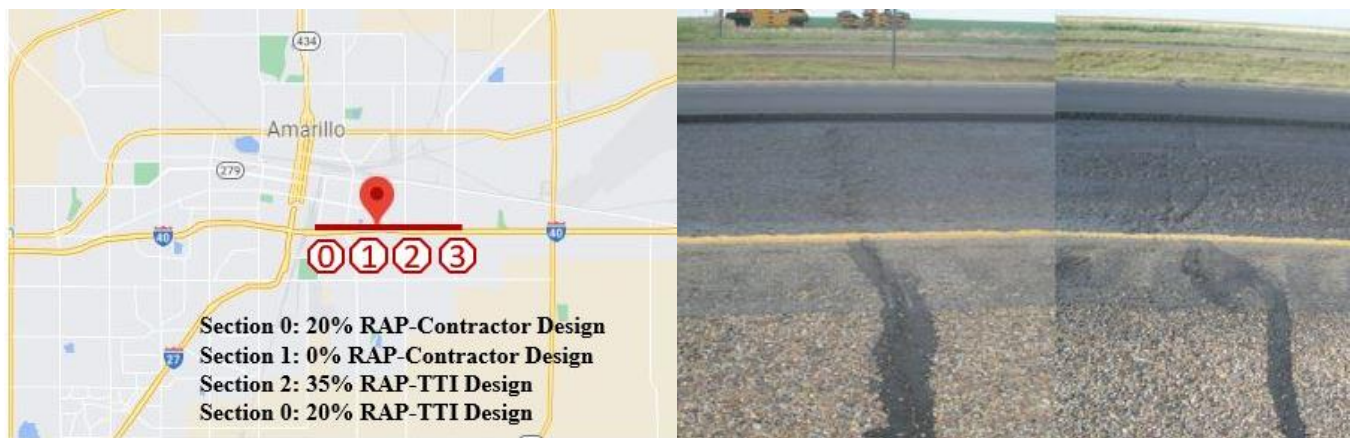 434
Amarillo
279
40
40
0 1 2 3
Section 0: 20% RAP-Contractor Design
Section 1: 0% RAP-Contractor Design
Section 2: 35% RAP-TTI Design
Section 0: 20% RAP-TTI Design
27